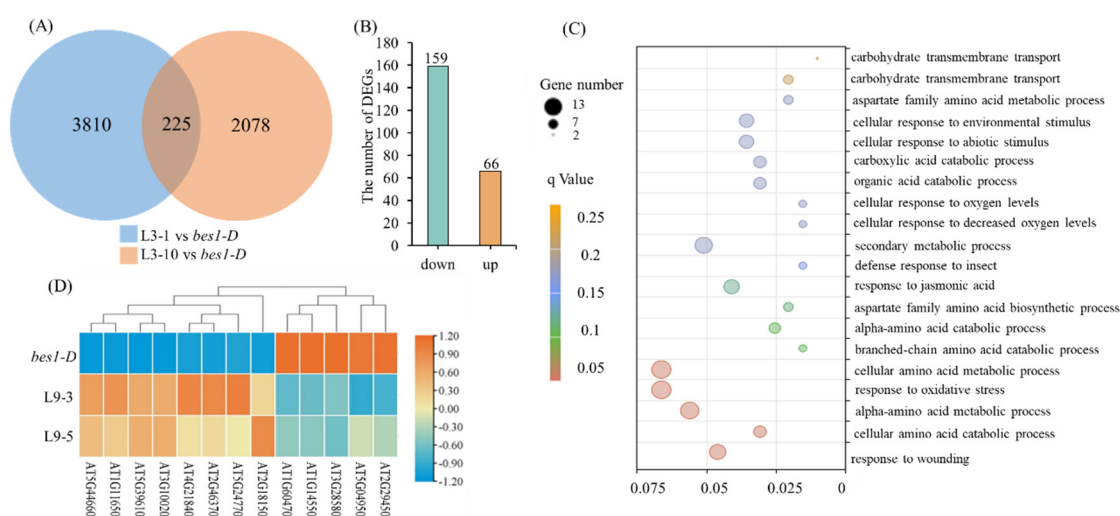 (A)
3810
225
2078
L3-1 vs bes1-D
L3-10 vs bes1-D
(B)
The number of DEGs
180
160
140
120
100
80
60
40
20
0
159
66
down
up
(C)
Gene number
13
7
2
q Value
0.25
0.2
0.15
0.1
0.05
carbohydrate transmembrane transport
carbohydrate transmembrane transport
aspartate family amino acid metabolic process
cellular response to environmental stimulus
cellular response to abiotic stimulus
carboxylic acid catabolic process
organic acid catabolic process
cellular response to oxygen levels
cellular response to decreased oxygen levels
secondary metabolic process
defense response to insect
response to jasmonic acid
aspartate family amino acid biosynthetic process
alpha-amino acid catabolic process
branched-chain amino acid catabolic process
cellular amino acid metabolic process
response to oxidative stress
alpha-amino acid metabolic process
cellular amino acid catabolic process
response to wounding
0.075
0.025
0.025
0
(D)
bes1-D
L9-3
L9-5
1.20
0.90
0.60
0.30
0.00
-0.30
-0.60
-0.90
-1.20
AT5G44660
AT1G11650
AT5G39610
AT3G10020
AT4G21840
AT2G46370
AT5G24770
AT2G18150
AT1G60470
AT1G14550
AT3G28580
AT5G04950
AT2G29450